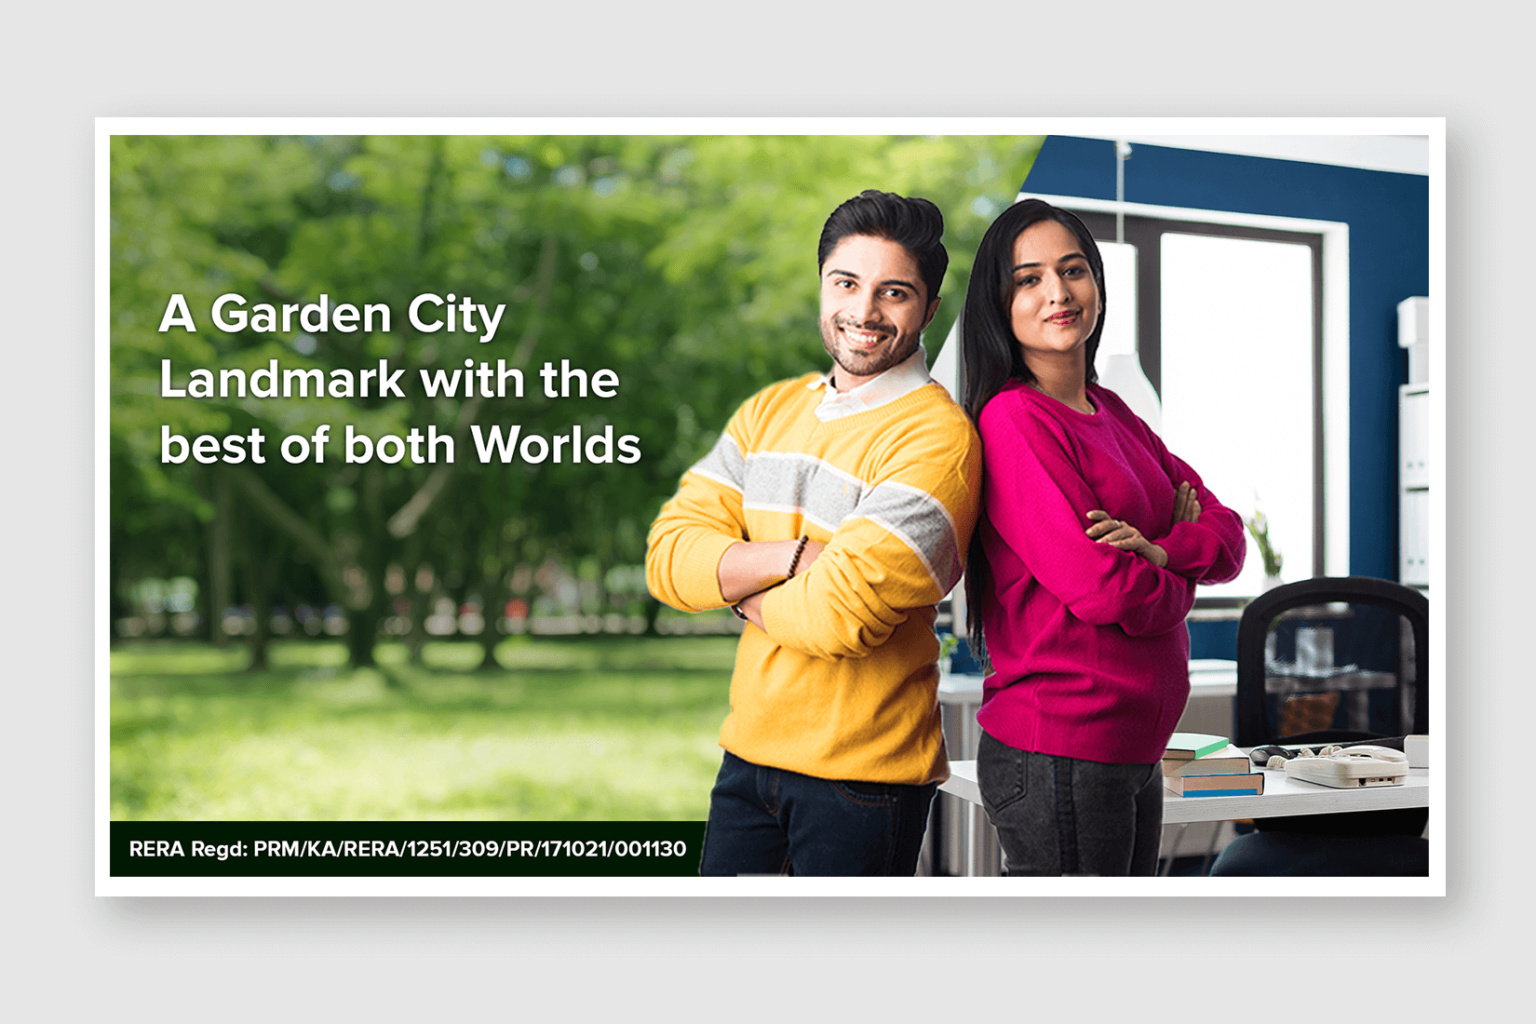 A Garden City
Landmark with the
best of both Worlds
RERA Regd: PRM/KA/RERA/1251/309/PR/171021/001130